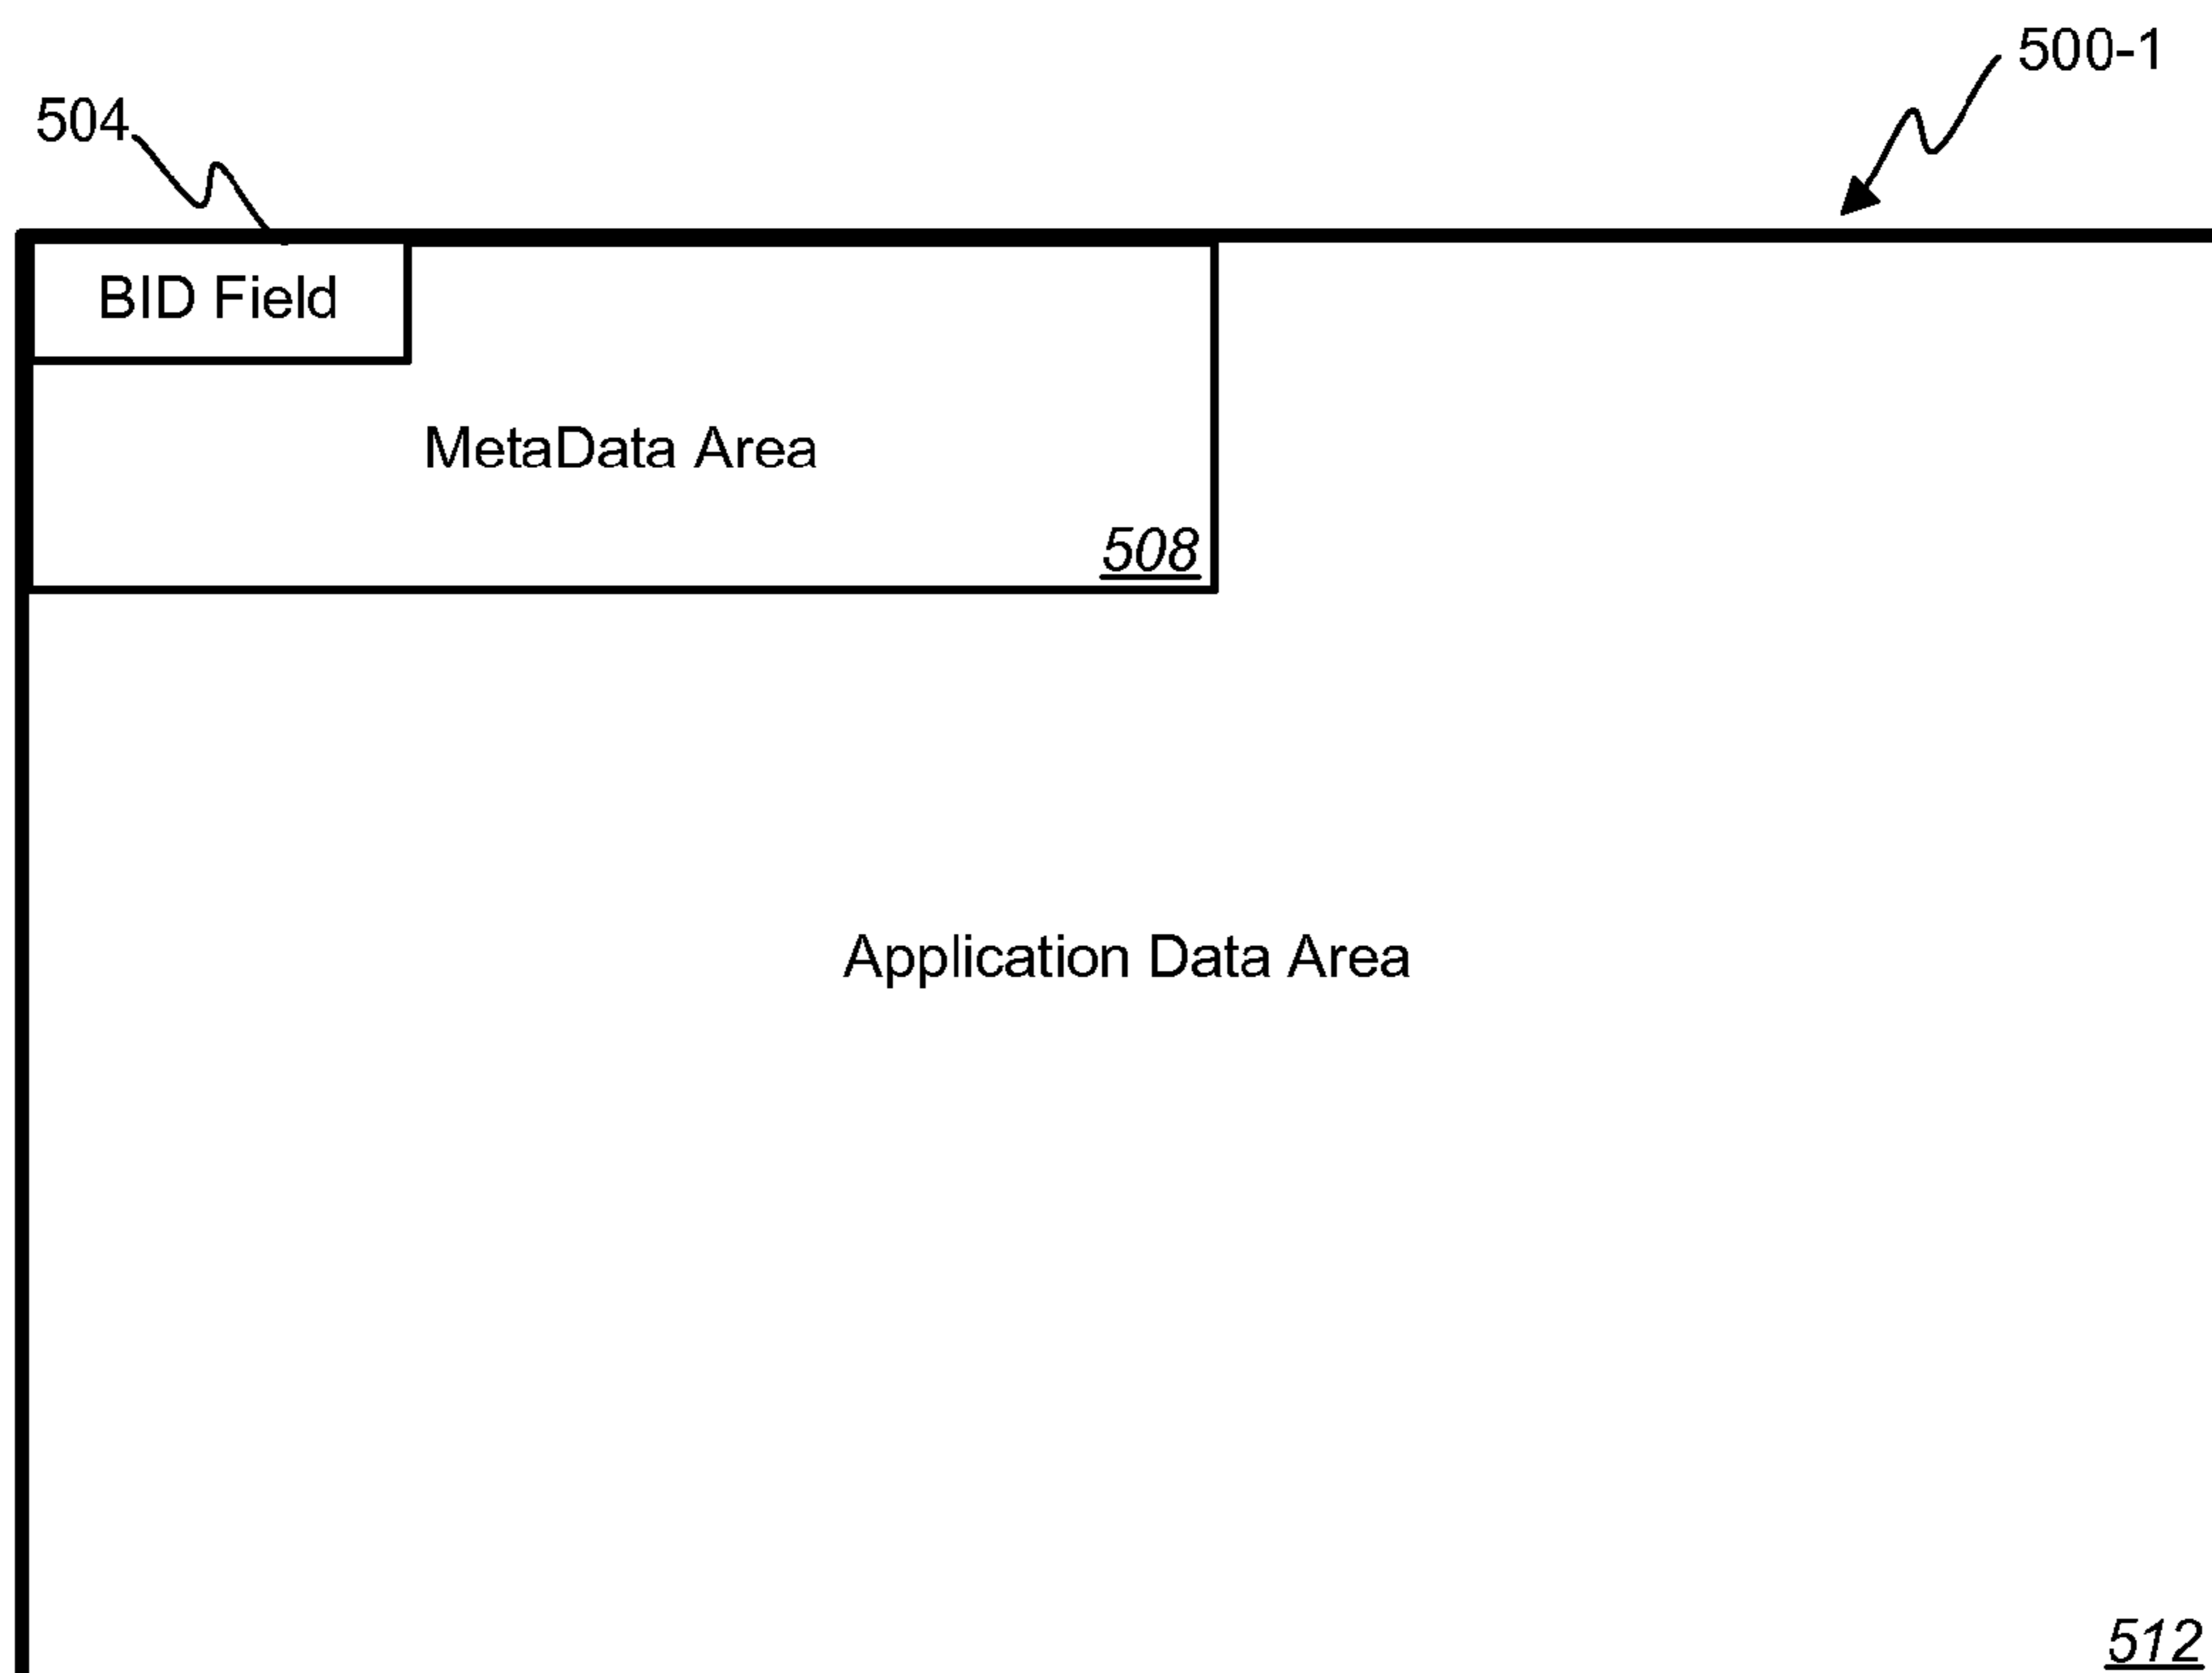 500-1
504
BID Field
MetaData Area
508
Application Data Area
512